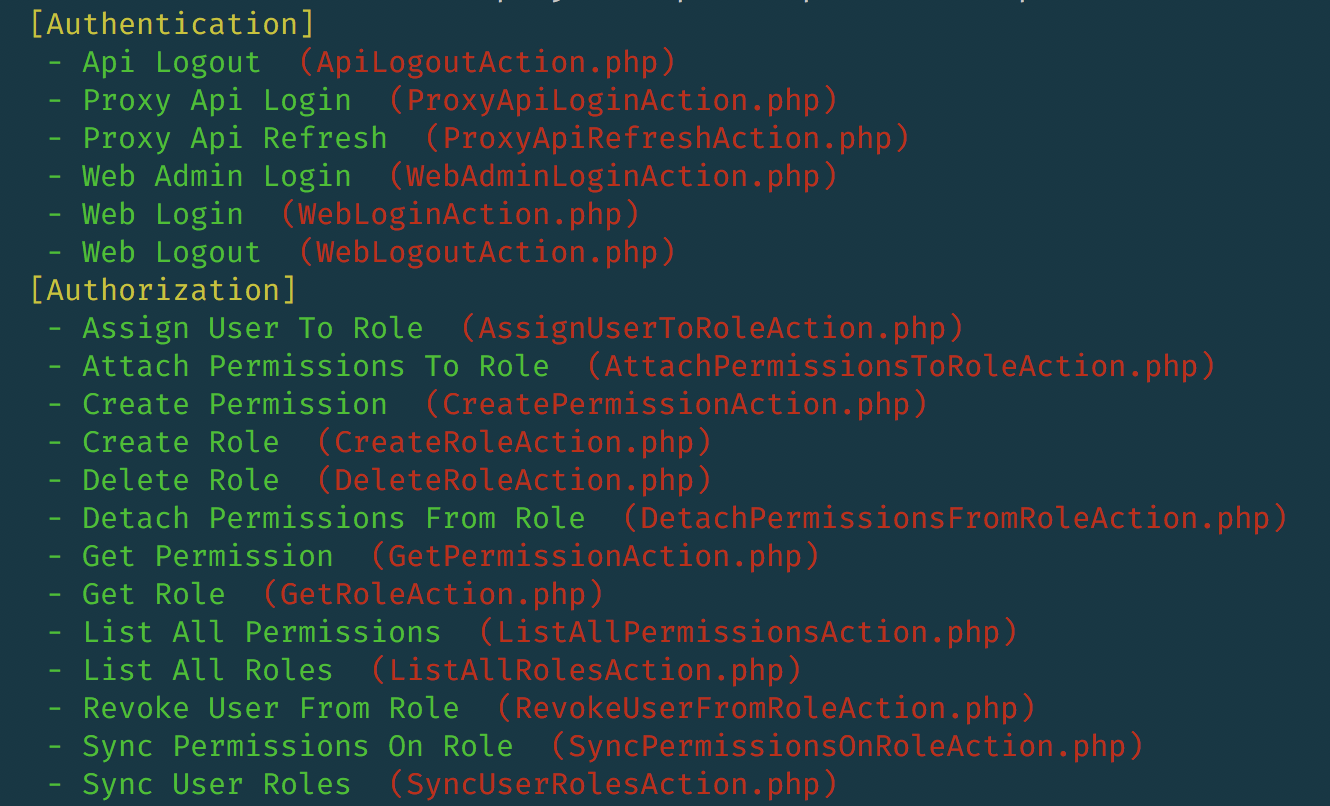 [Authentication]
- Api Logout (ApiLogoutAction.php)
- Proxy Api Login (ProxyApiLoginAction.php)
- Proxy Api Refresh (ProxyApiRefreshAction.php)
- Web Admin Login (WebAdminLoginAction.php)
- Web Login (WebLoginAction.php)
- Web Logout (WebLogoutAction.php)
[Authorization]
- Assign User To Role (AssignUserToRoleAction.php)
- Attach Permissions To Role (AttachPermissionsToRoleAction.php)
- Create Permission (CreatePermissionAction.php)
- Create Role (CreateRoleAction.php)
- Delete Role (DeleteRoleAction.php)
- Detach Permissions From Role (DetachPermissionsFromRoleAction.php)
- Get Permission (GetPermissionAction.php)
- Get Role (GetRoleAction.php)
- List All Permissions (ListAllPermissionsAction.php)
- List All Roles (ListAllRolesAction.php)
- Revoke User From Role (RevokeUserFromRoleAction.php)
- Sync Permissions On Role (SyncPermissionsOnRoleAction.php)
- Sync User Roles (SyncUserRolesAction.php)